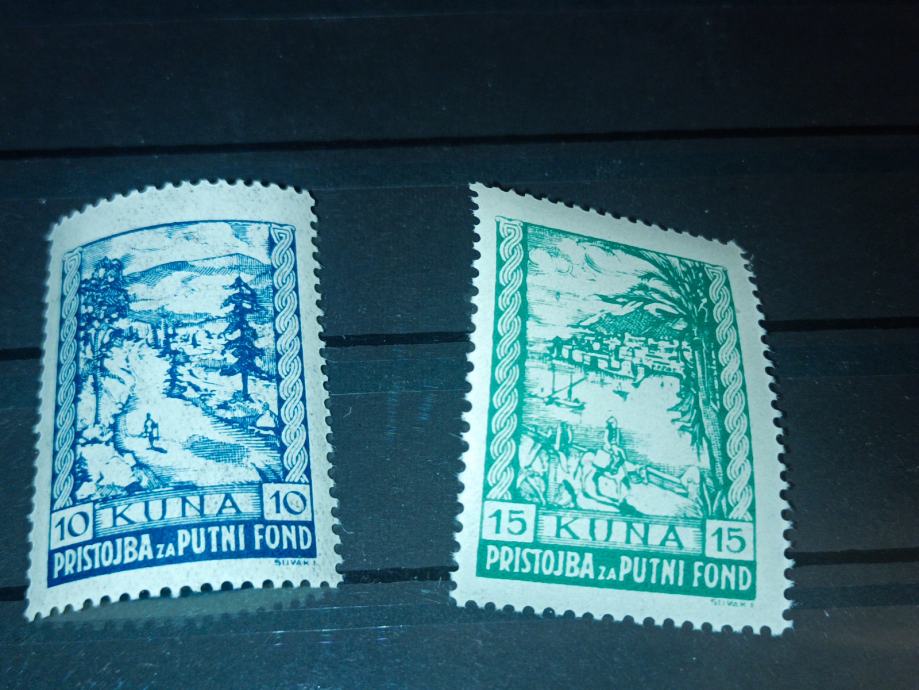 10 KUNA 10
PRISTOJBA ZA PUTNI FOND
15 KUNA 15
PRISTOJBA ZA PUTNI FOND